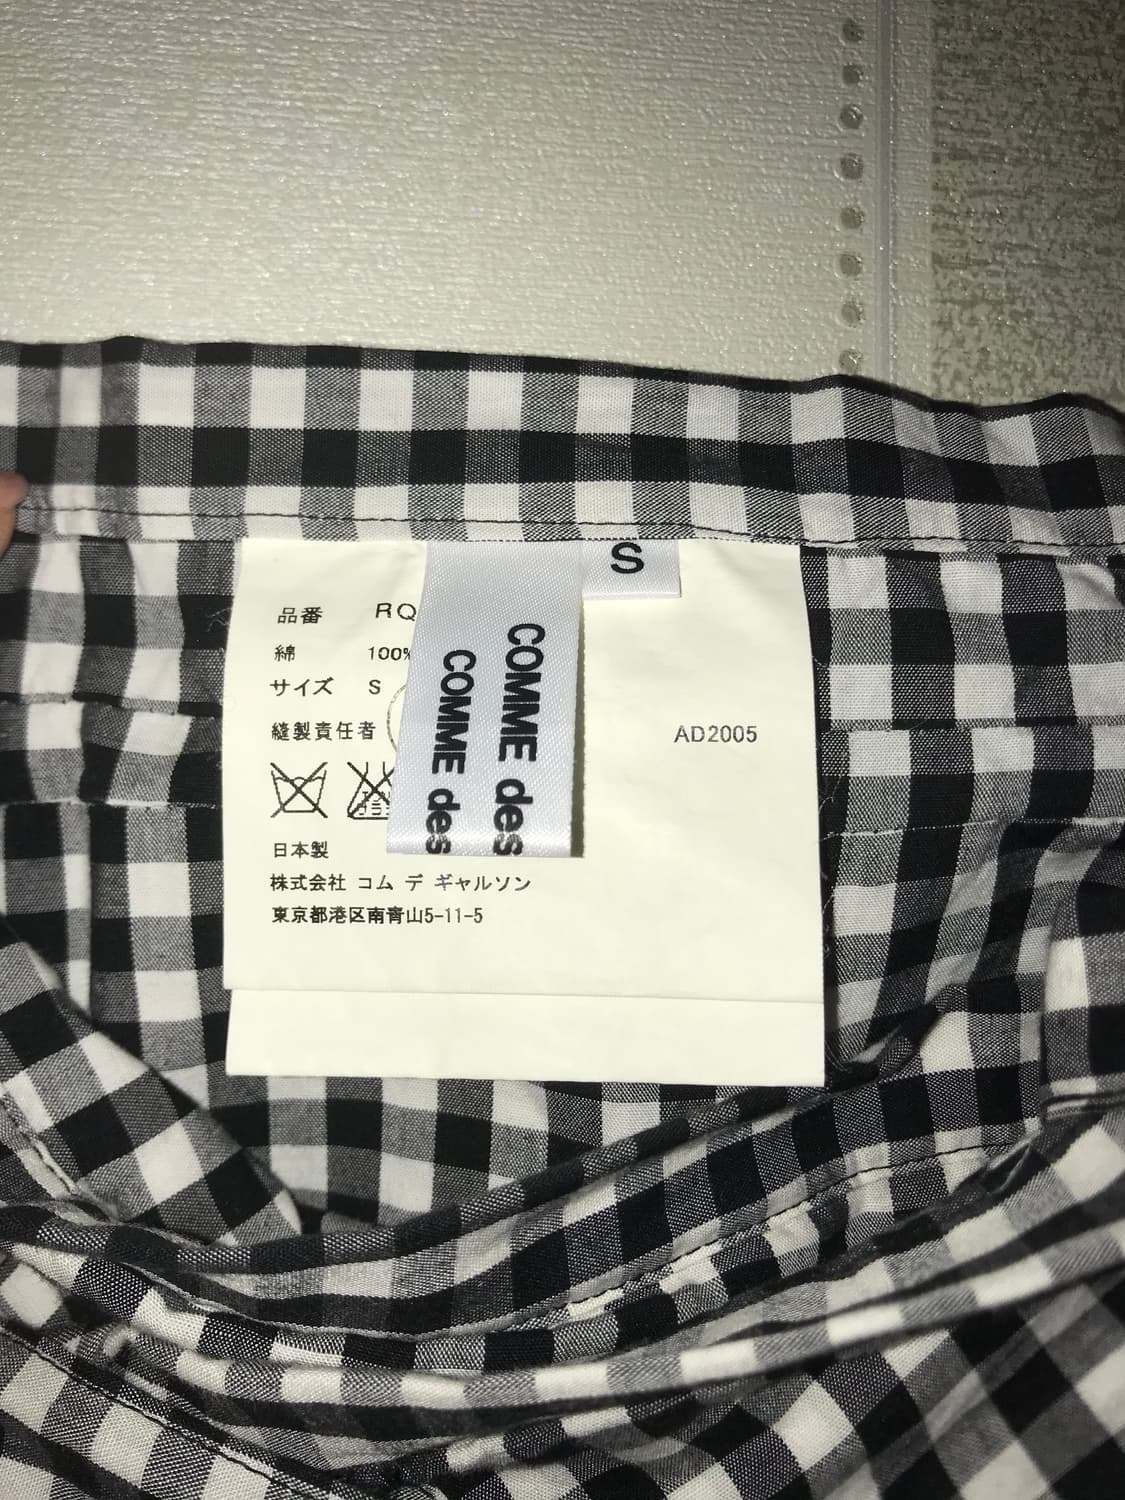 S
品番 RQ
綿 100%
サイズ S
縫製責任者
AD2005
COMME des
COMME des
日本製
株式会社 コム デ ギャルソン
東京都港区南青山5-11-5